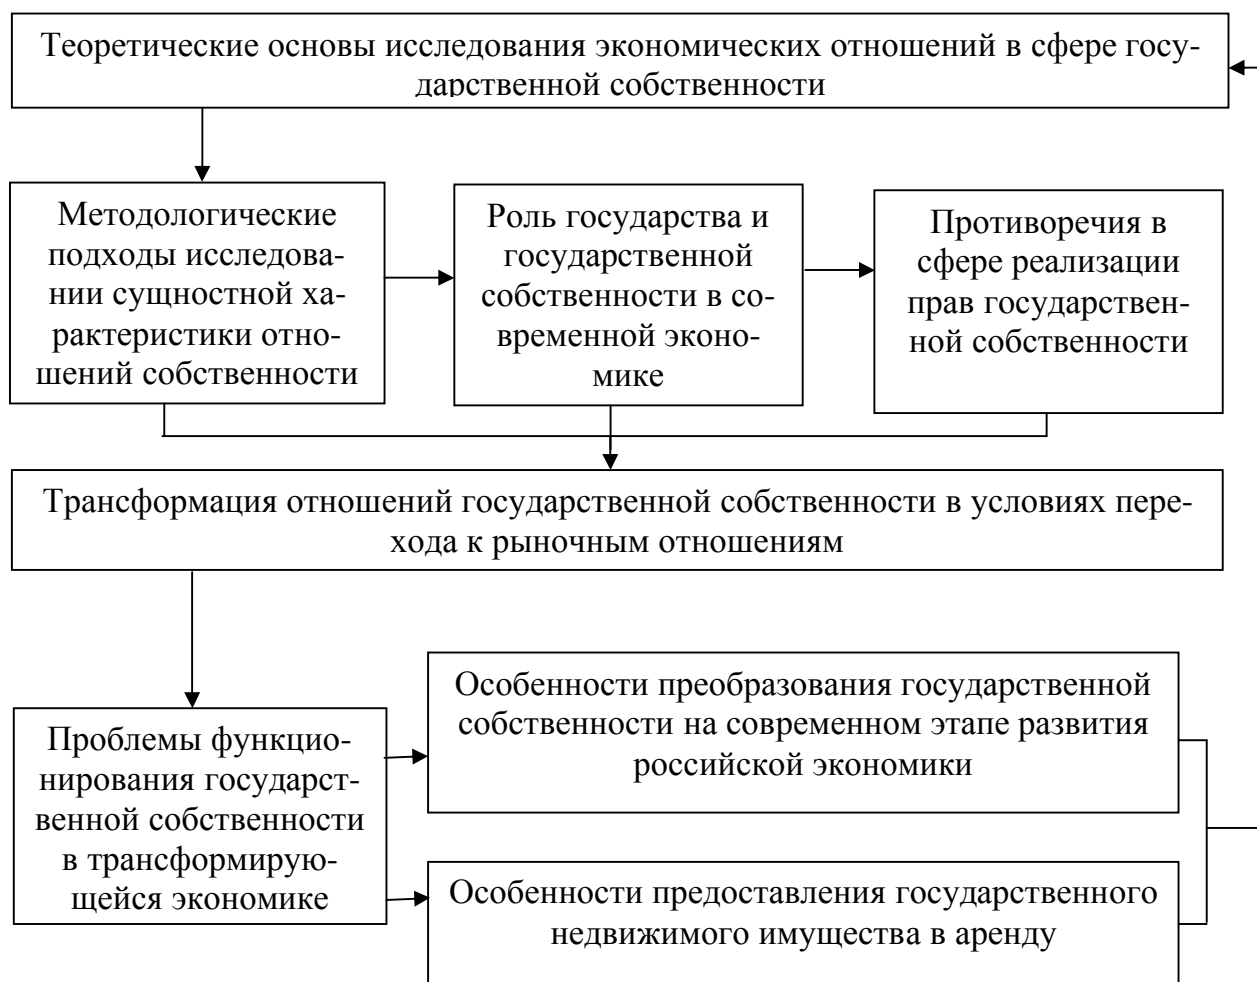 Теоретические основы исследования экономических отношений в сфере госу-
дарственной собственности
Методологические
подходы исследова-
нии сущностной ха-
рактеристики отно-
шений собственности
Роль государства и
государственной
собственности в со-
временной эконо-
мике
Противоречия в
сфере реализации
прав государствен-
ной собственности
Трансформация отношений государственной собственности в условиях пере-
хода к рыночным отношениям
Проблемы функцио-
нирования государст-
венной собственности
в трансформирую-
щейся экономике
Особенности преобразования государственной
собственности на современном этапе развития
российской экономики
Особенности предоставления государственного
недвижимого имущества в аренду